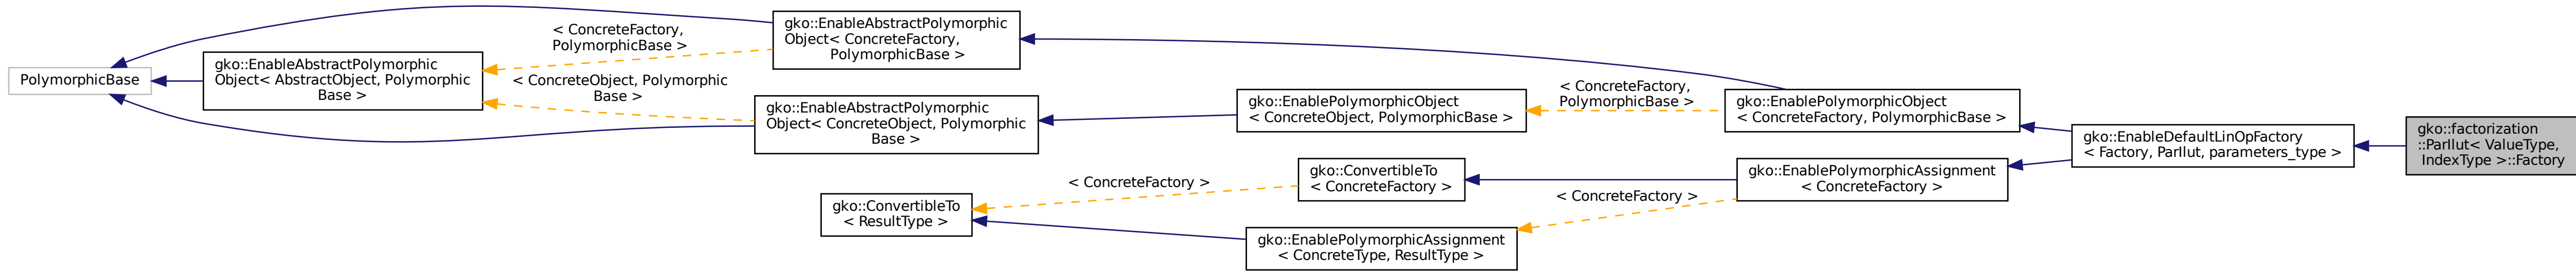 PolymorphicBase
gko::EnableAbstractPolymorphic
Object< AbstractObject, Polymorphic
Base >
< ConcreteFactory,
PolymorphicBase >
< ConcreteObject, Polymorphic
Base >
gko::EnableAbstractPolymorphic
Object< ConcreteFactory,
PolymorphicBase >
gko::EnableAbstractPolymorphic
Object< ConcreteObject, Polymorphic
Base >
gko::ConvertibleTo
< ResultType >
< ConcreteFactory >
gko::EnablePolymorphicObject
< ConcreteObject, PolymorphicBase >
gko::ConvertibleTo
< ConcreteFactory >
gko::EnablePolymorphicAssignment
< ConcreteType, ResultType >
< ConcreteFactory,
PolymorphicBase >
< ConcreteFactory >
gko::EnablePolymorphicObject
< ConcreteFactory, PolymorphicBase >
gko::EnablePolymorphicAssignment
< ConcreteFactory >
gko::EnableDefaultLinOpFactory
< Factory, ParIlut, parameters_type >
gko::factorization
::ParIlut< ValueType,
IndexType >::Factory